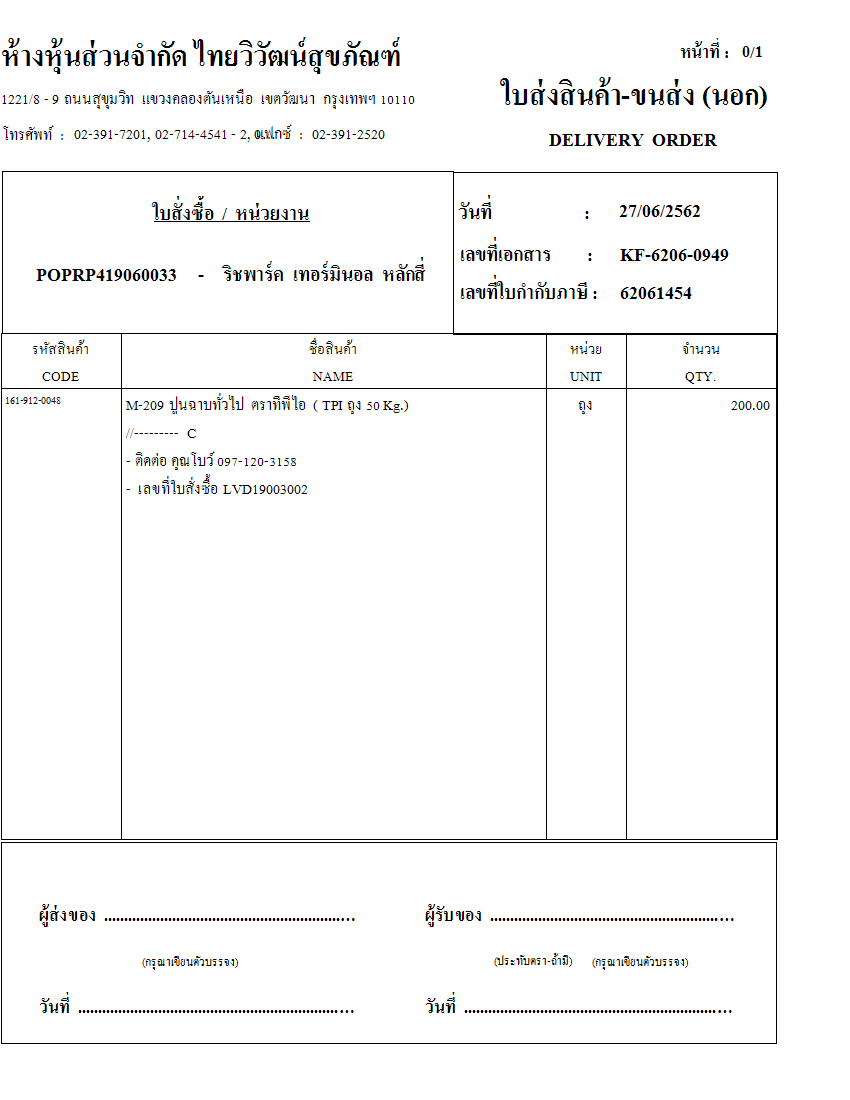 ห้างหุ้นส่วนจำกัด ไทยวิวัฒน์สุขภัณฑ์
หน้าที่ : 0/1
1221/8 - 9 ถนนสุขุมวิท แขวงคลองตันเหนือ เขตวัฒนา กรุงเทพฯ 10110
ใบส่งสินค้า-ขนส่ง (นอก)
โทรศัพท์ : 02-391-7201, 02-714-4541 - 2, แฟกซ์ : 02-391-2520
DELIVERY ORDER
ใบสั่งซื้อ / หน่วยงาน
วันที่ : 27/06/2562
POPRP419060033 - ริชพาร์ค เทอร์มินอล หลักสี่
เลขที่เอกสาร : KF-6206-0949
เลขที่ใบกำกับภาษี : 62061454
รหัสสินค้า ชื่อสินค้า หน่วย จำนวน
CODE NAME UNIT QTY.
161-912-0048 M-209 ปูนฉาบทั่วไป ตราทีพีไอ ( TPI ถุง 50 Kg.) ถุง 200.00
//--------- C
- ติดต่อ คุณโบว์ 097-120-3158
- เลขที่ใบสั่งซื้อ LVD19003002
ผู้ส่งของ ............................................................... ผู้รับของ ...............................................................
(กรุณาเขียนตัวบรรจง) (ประทับตรา-ถ้ามี) (กรุณาเขียนตัวบรรจง)
วันที่ ..................................................................... วันที่ .....................................................................